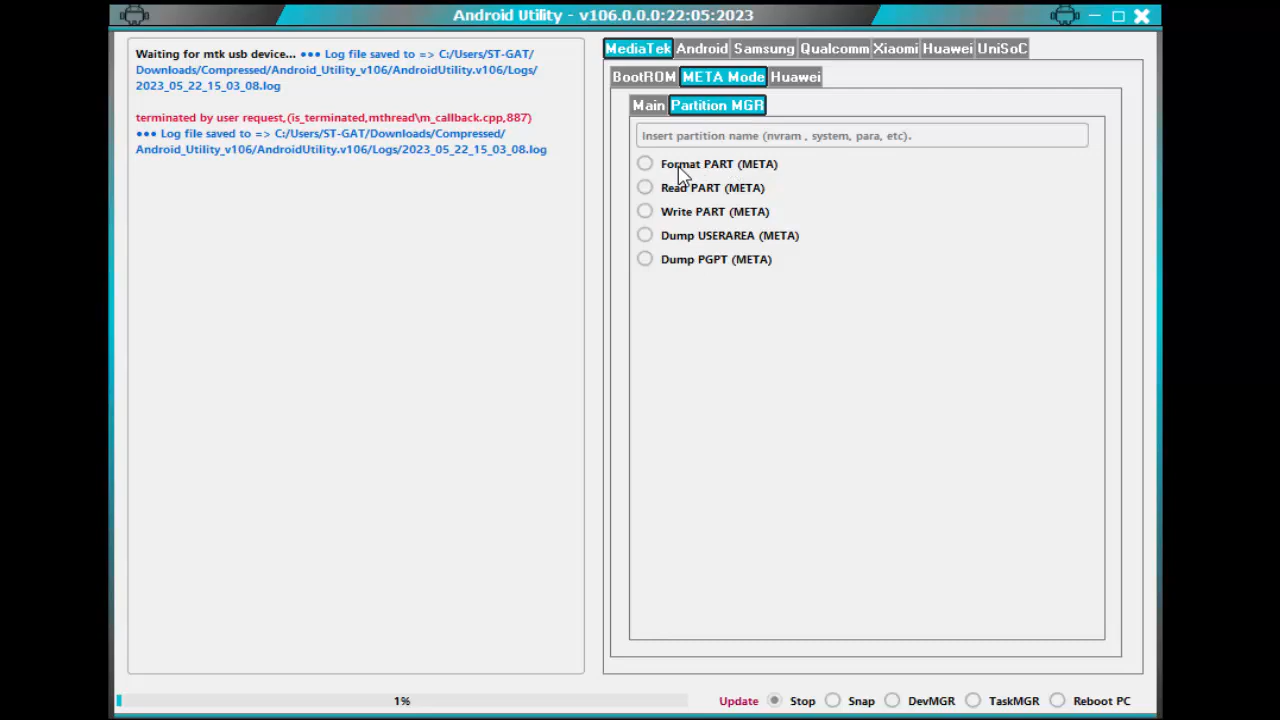 Android Utility - v106.0.0.0:22:05:2023
Waiting for mtk usb device... ●●● Log file saved to => C:/Users/ST-GAT/
Downloads/Compressed/Android_Utility_v106/AndroidUtility.v106/Logs/
2023_05_22_15_03_08.log
terminated by user request,(is_terminated,mthread\m_callback.cpp,887)
●●● Log file saved to => C:/Users/ST-GAT/Downloads/Compressed/
Android_Utility_v106/AndroidUtility.v106/Logs/2023_05_22_15_03_08.log
MediaTek Android Samsung Qualcomm Xiaomi Huawei UniSoC
BootROM META Mode Huawei
Main Partition MGR
Insert partition name (nvram , system, para, etc).
Format PART (META)
Read PART (META)
Write PART (META)
Dump USERAREA (META)
Dump PGPT (META)
1%
Update Stop Snap DevMGR TaskMGR Reboot PC